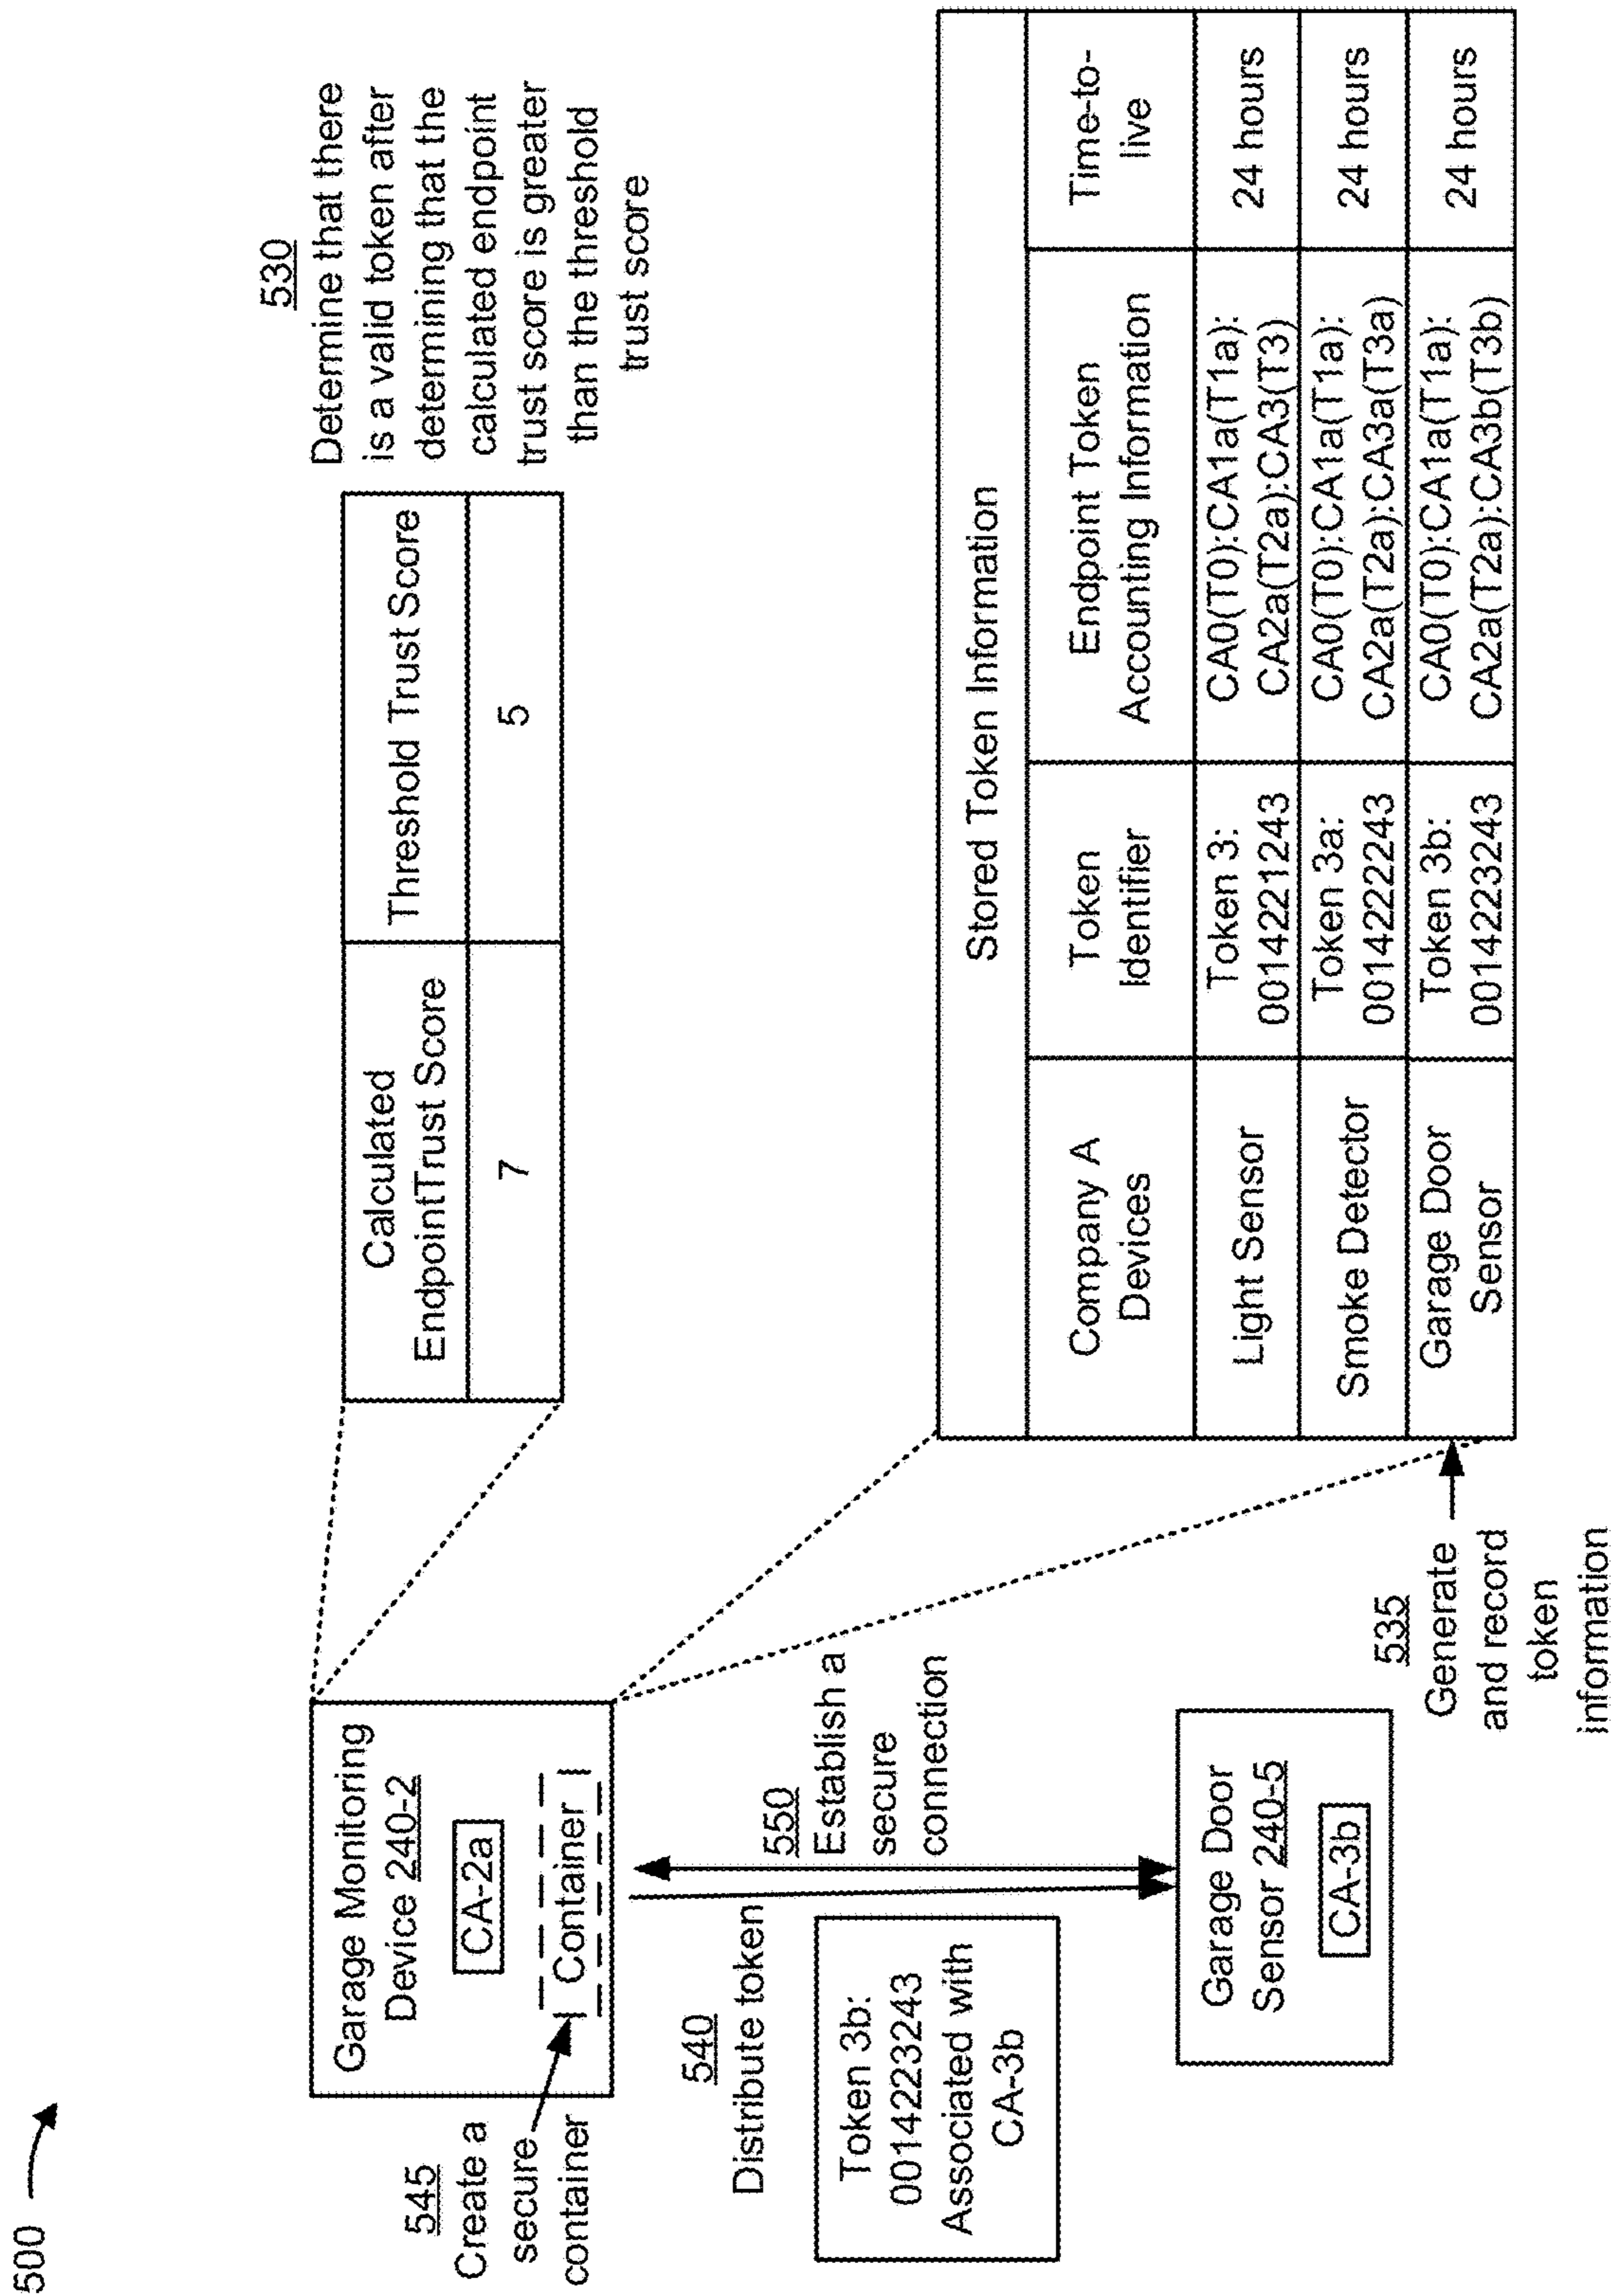 500
Garage Monitoring
Device 240-2
CA-2a
Container
545
Create a
secure
container
540
Distribute token
Token 3b:
0014223243
Associated with
CA-3b
550
Establish a
secure
connection
Garage Door
Sensor 240-5
CA-3b
Calculated
EndpointTrust Score
Threshold Trust Score
7
5
530
Determine that there
is a valid token after
determining that the
calculated endpoint
trust score is greater
than the threshold
trust score
535
Generate
and record
token
information
Stored Token Information
Company A
Devices
Token
Identifier
Endpoint Token
Accounting Information
Time-to-
live
Light Sensor
Token 3:
0014221243
CA0(T0):CA1a(T1a):
CA2a(T2a):CA3(T3)
24 hours
Smoke Detector
Token 3a:
0014222243
CA0(T0):CA1a(T1a):
CA2a(T2a):CA3a(T3a)
24 hours
Garage Door
Sensor
Token 3b:
001423243
CA0(T0):CA1a(T1a):
CA2a(T2a):CA3b(T3b)
24 hours